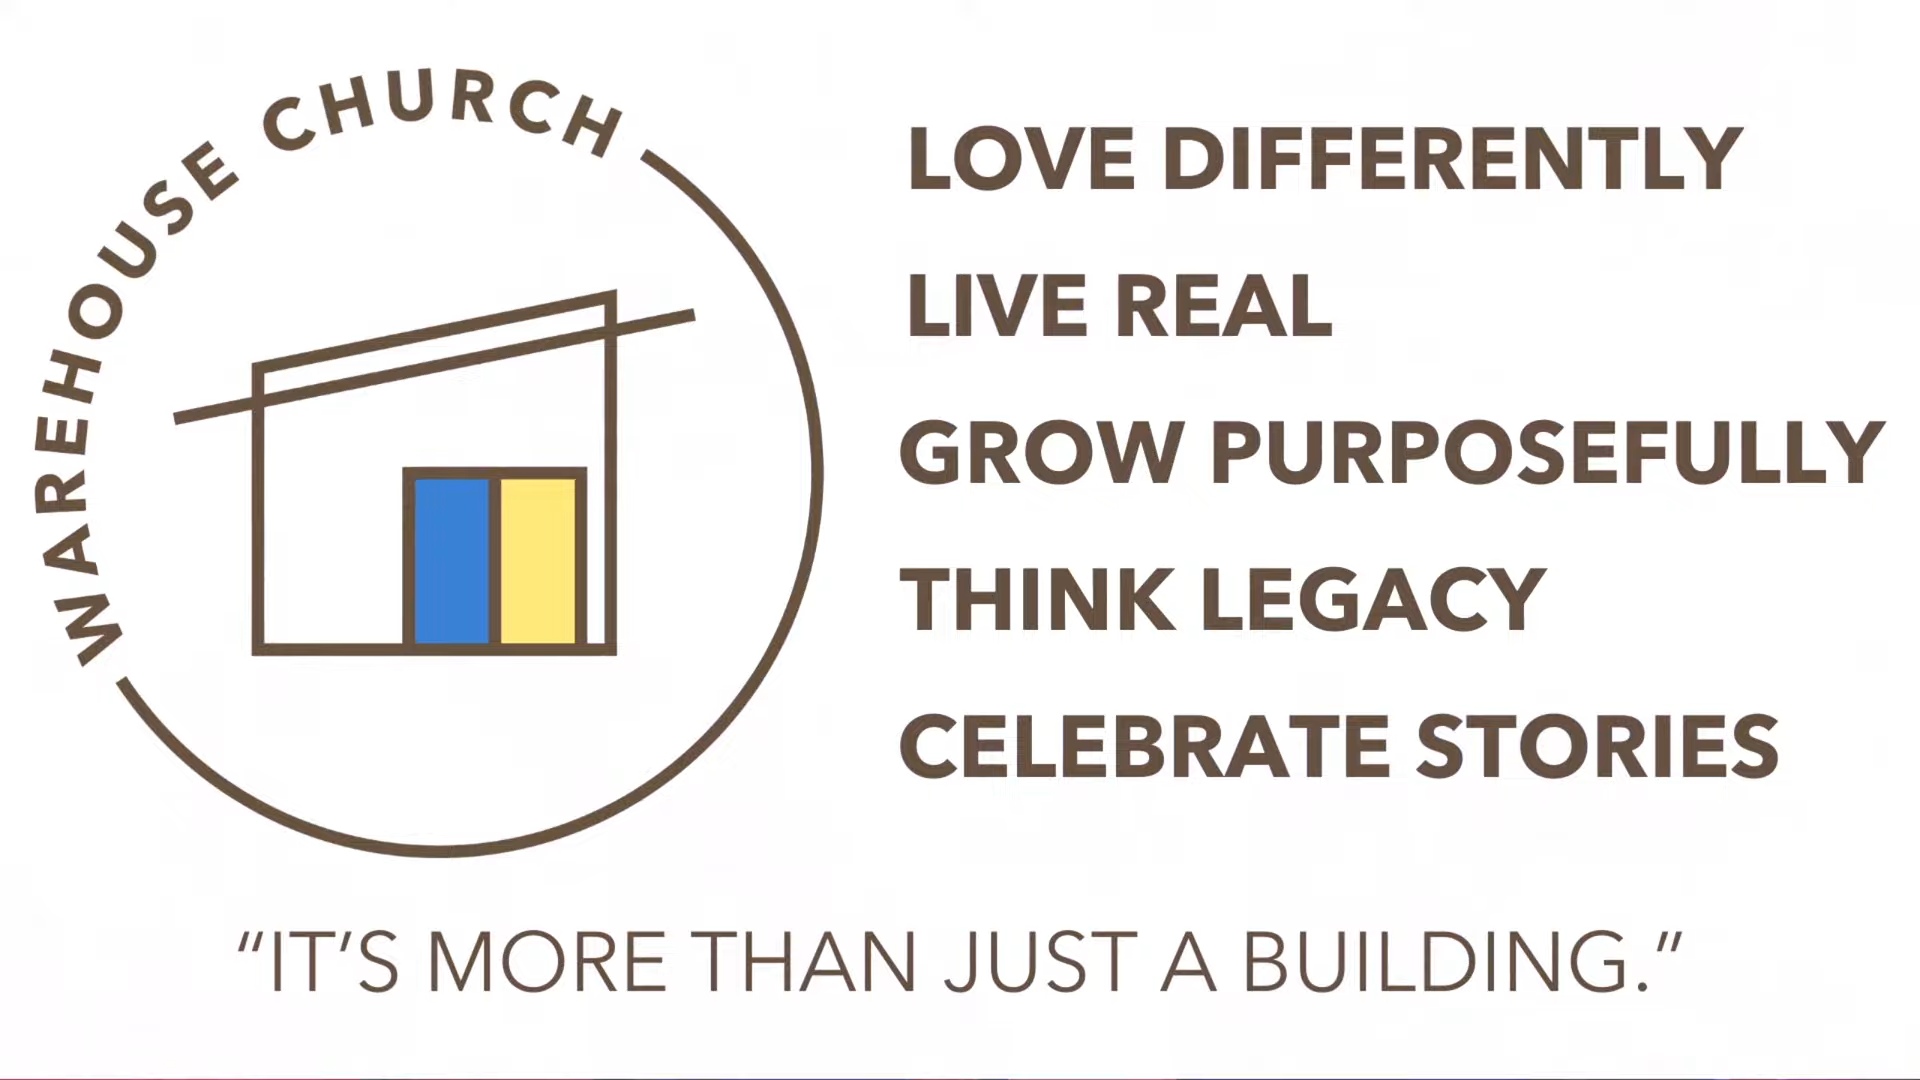 WAREHOUSE CHURCH
LOVE DIFFERENTLY
LIVE REAL
GROW PURPOSEFULLY
THINK LEGACY
CELEBRATE STORIES
“IT’S MORE THAN JUST A BUILDING.”